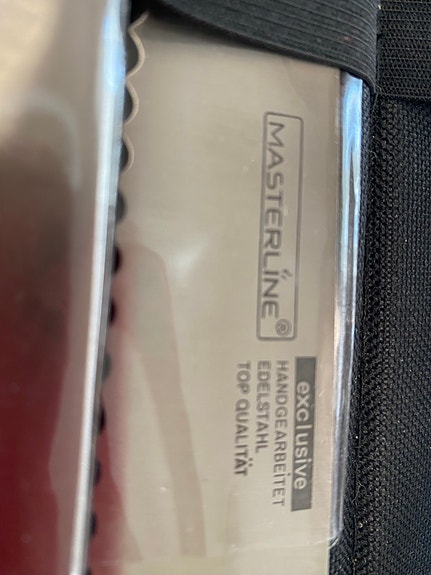 MASTERLINE®
exclusive
HANDGEARBEITET
EDELSTAHL
TOP QUALITÄT